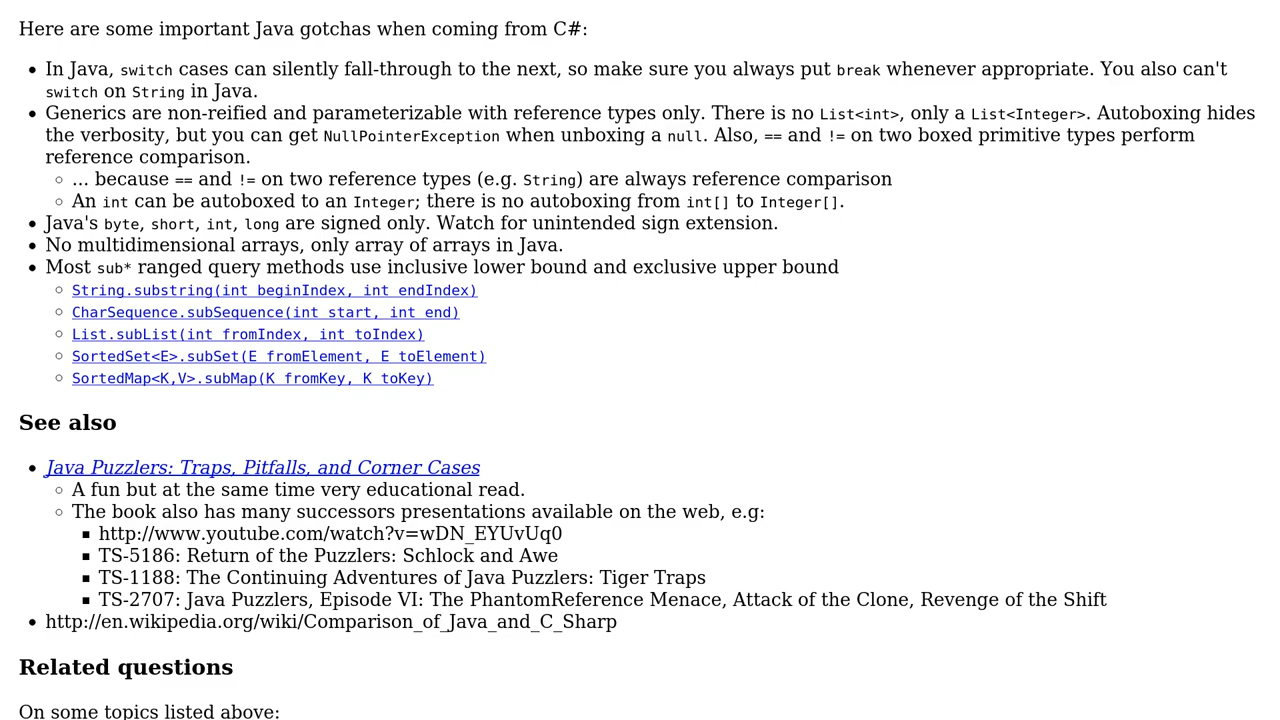 Here are some important Java gotchas when coming from C#:
In Java, switch cases can silently fall-through to the next, so make sure you always put break whenever appropriate. You also can't
switch on String in Java.
Generics are non-reified and parameterizable with reference types only. There is no List<int>, only a List<Integer>. Autoboxing hides
the verbosity, but you can get NullPointerException when unboxing a null. Also, == and != on two boxed primitive types perform
reference comparison.
... because == and != on two reference types (e.g. String) are always reference comparison
An int can be autoboxed to an Integer; there is no autoboxing from int[] to Integer[].
Java's byte, short, int, long are signed only. Watch for unintended sign extension.
No multidimensional arrays, only array of arrays in Java.
Most sub* ranged query methods use inclusive lower bound and exclusive upper bound
String.substring(int beginIndex, int endIndex)
CharSequence.subSequence(int start, int end)
List.subList(int fromIndex, int toIndex)
SortedSet<E>.subSet(E fromElement, E toElement)
SortedMap<K,V>.subMap(K fromKey, K toKey)
See also
Java Puzzlers: Traps, Pitfalls, and Corner Cases
A fun but at the same time very educational read.
The book also has many successors presentations available on the web, e.g:
http://www.youtube.com/watch?v=wDN_EYUvUq0
TS-5186: Return of the Puzzlers: Schlock and Awe
TS-1188: The Continuing Adventures of Java Puzzlers: Tiger Traps
TS-2707: Java Puzzlers, Episode VI: The PhantomReference Menace, Attack of the Clone, Revenge of the Shift
http://en.wikipedia.org/wiki/Comparison_of_Java_and_C_Sharp
Related questions
On some topics listed above: